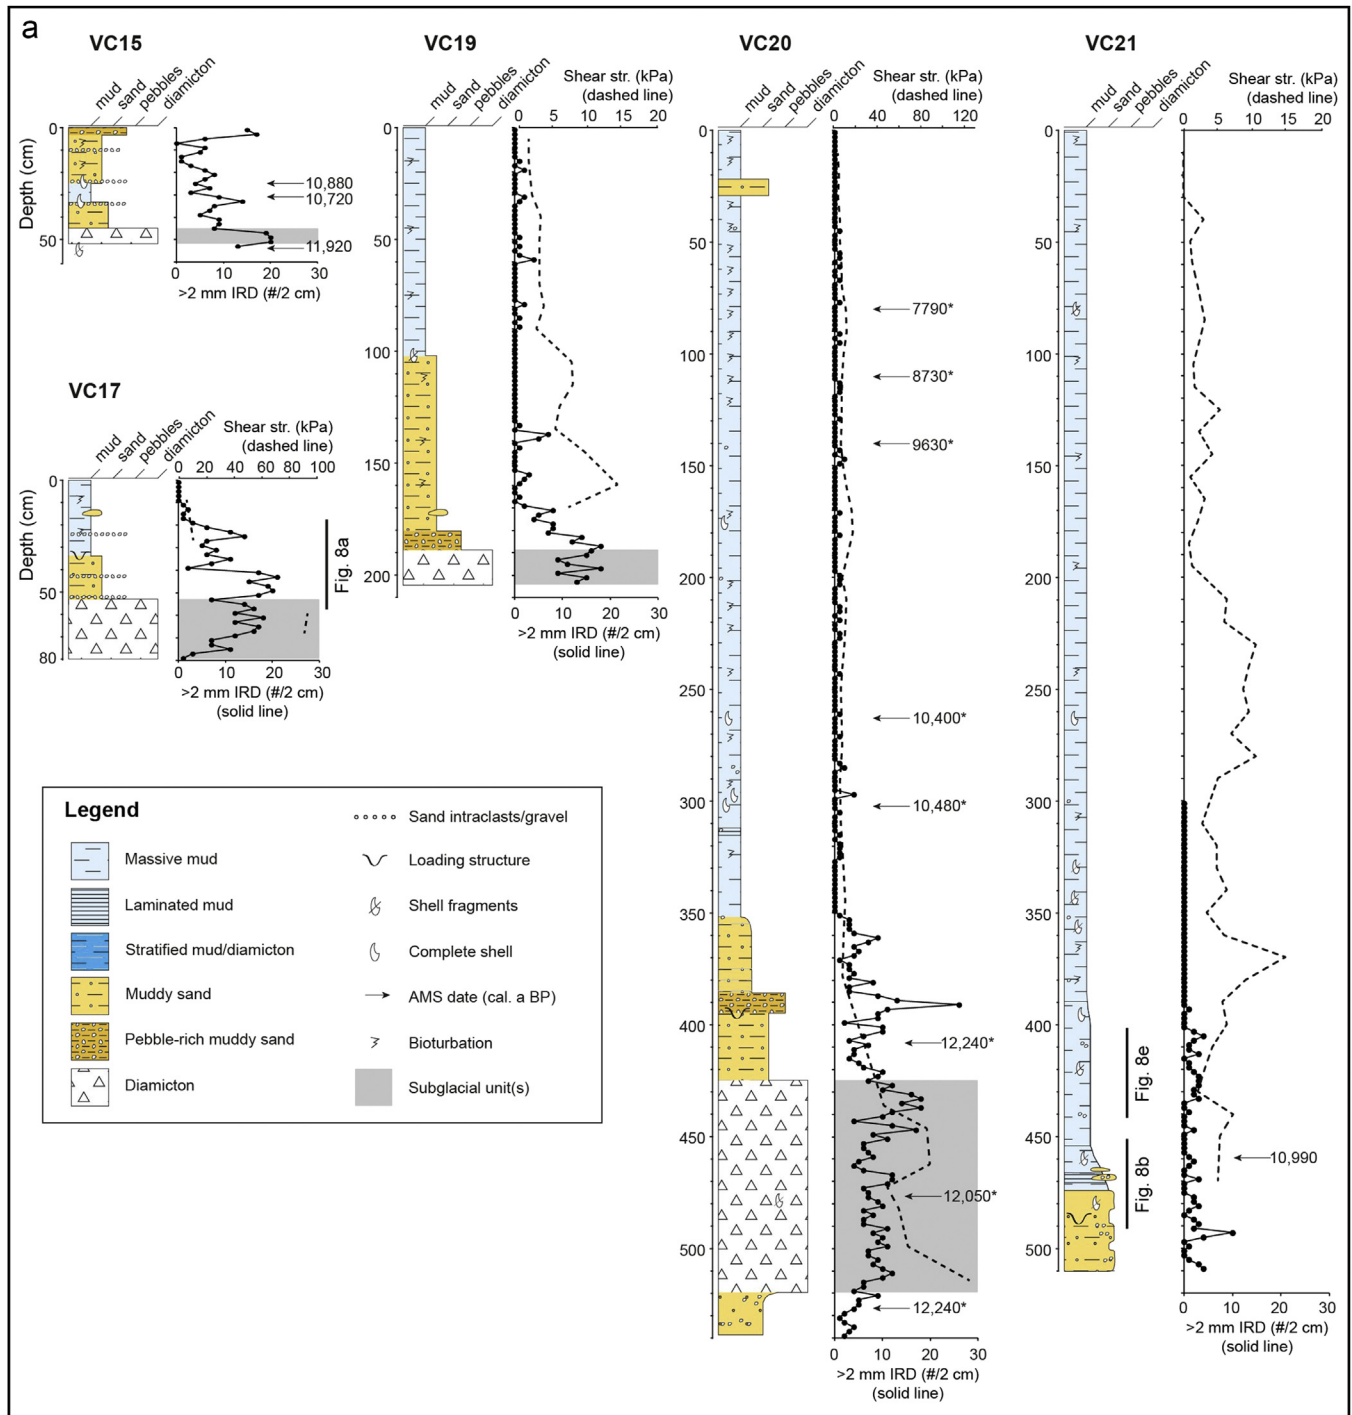 a
VC15
mud
sand
pebbles
diamicton
0
50
Depth (cm)
10,880
10,720
11,920
0 10 20 30
>2 mm IRD (#/2 cm)
VC17
mud
sand
pebbles
diamicton
Shear str. (kPa)
(dashed line)
0 20 40 60 80 100
0
50
80
Depth (cm)
Fig. 8a
0 10 20 30
>2 mm IRD (#/2 cm)
(solid line)
VC19
mud
sand
pebbles
diamicton
Shear str. (kPa)
(dashed line)
0 5 10 15 20
0
50
100
150
200
0 10 20 30
>2 mm IRD (#/2 cm)
(solid line)
VC20
mud
sand
pebbles
diamicton
Shear str. (kPa)
(dashed line)
0 40 80 120
0
50
100
150
200
250
300
350
400
450
500
7790*
8730*
9630*
10,400*
10,480*
12,240*
12,050*
12,240*
0 10 20 30
>2 mm IRD (#/2 cm)
(solid line)
VC21
mud
sand
pebbles
diamicton
Shear str. (kPa)
(dashed line)
0 5 10 15 20
0
50
100
150
200
250
300
350
400
450
500
Fig. 8e
Fig. 8b
10,990
0 10 20 30
>2 mm IRD (#/2 cm)
(solid line)
Legend
Massive mud
Laminated mud
Stratified mud/diamicton
Muddy sand
Pebble-rich muddy sand
Diamicton
Sand intraclasts/gravel
Loading structure
Shell fragments
Complete shell
AMS date (cal. a BP)
Bioturbation
Subglacial unit(s)